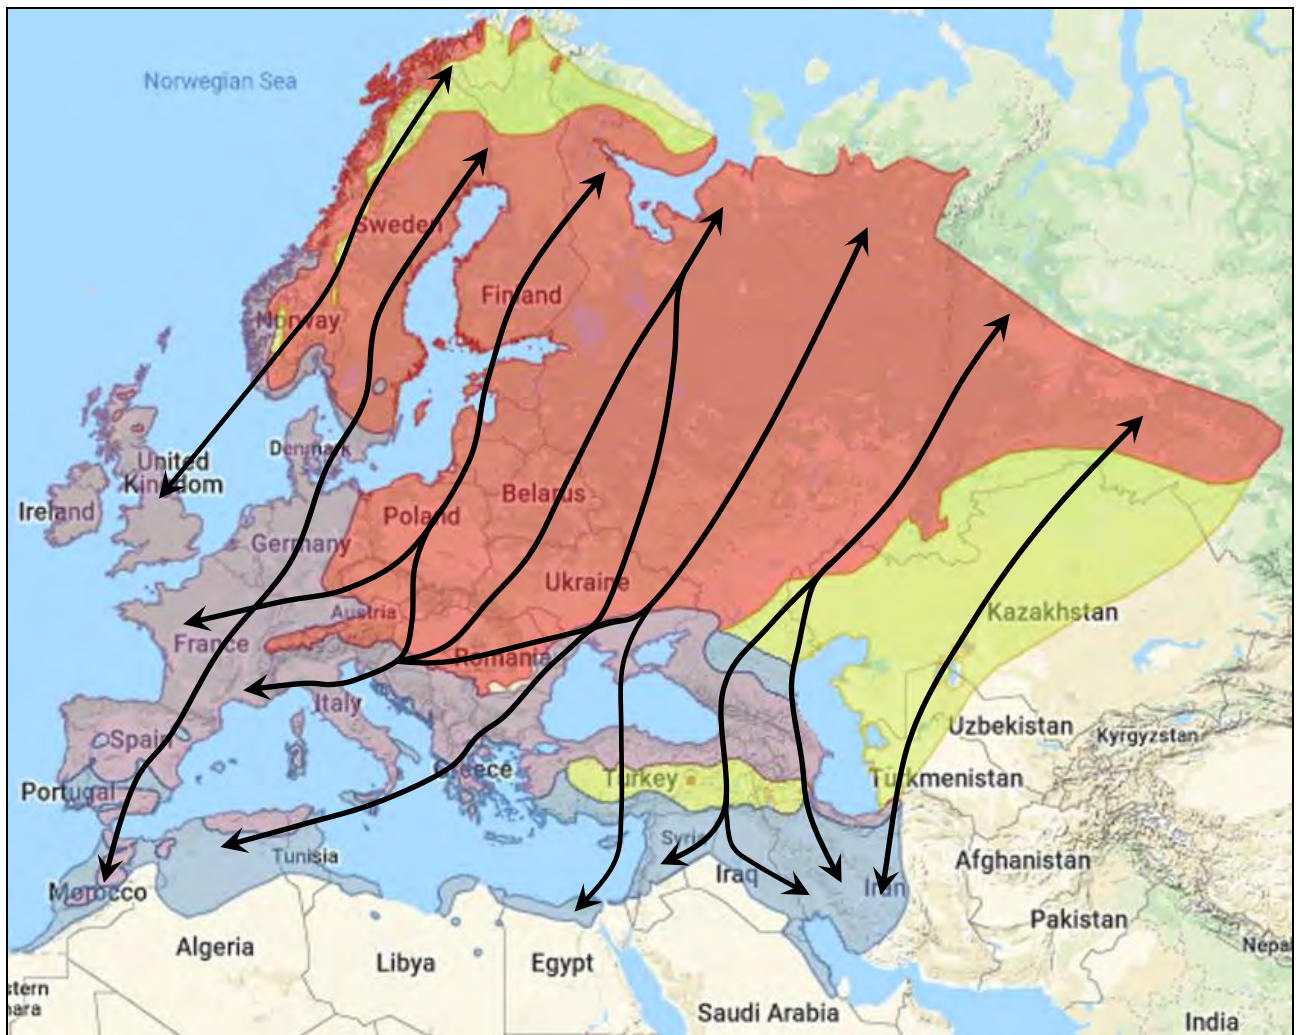 Norwegian Sea
Sweden
Finland
Norway
United
Kingdom
Denmark
Ireland
Belarus
Poland
Germany
Ukraine
Austria
Kazakhstan
France
Romania
Italy
Uzbekistan
Kyrgyzstan
Spain
Greece
Turkey
Turkmenistan
Portugal
Syria
Tunisia
Afghanistan
Iraq
Iran
Morocco
Pakistan
Algeria
Libya
Egypt
Nepal
stern
hara
Saudi Arabia
India